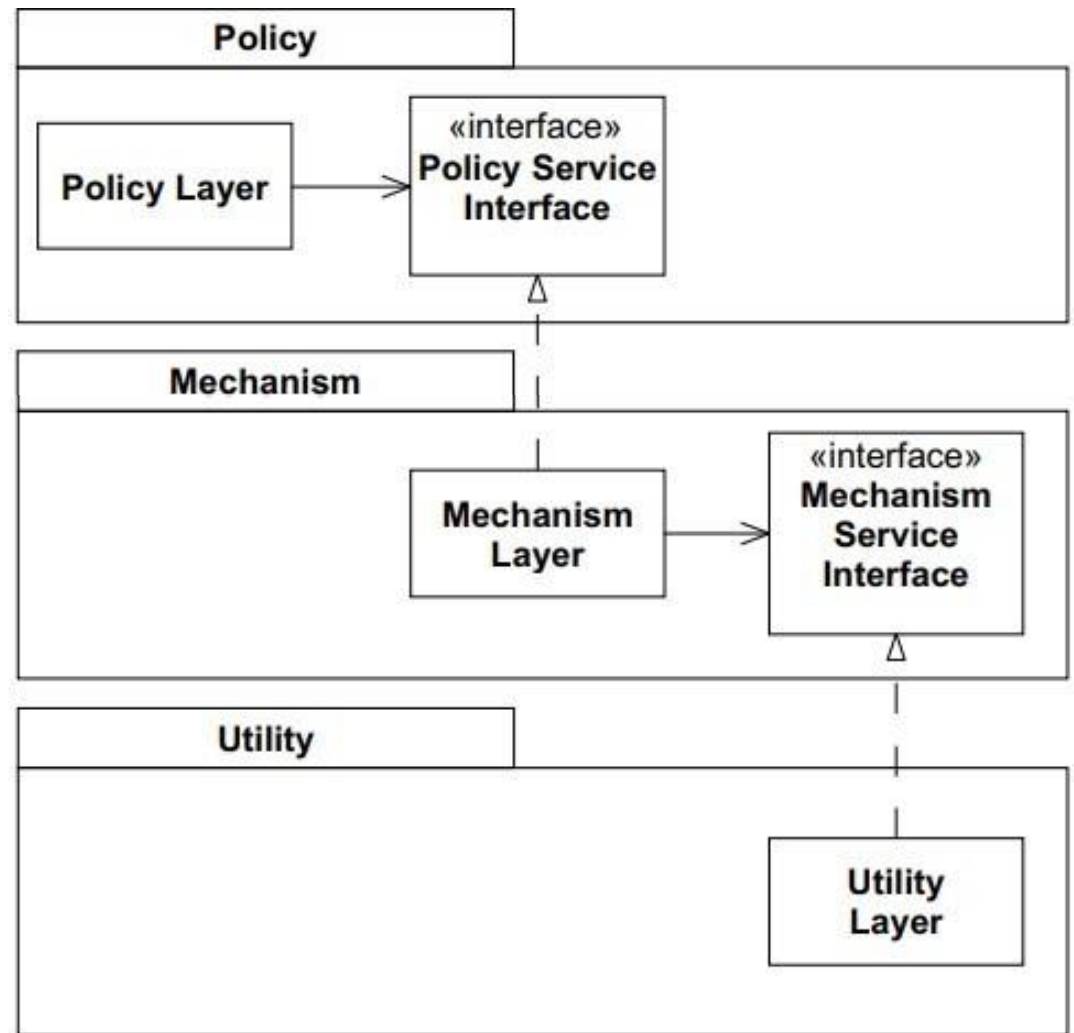 Policy
Policy Layer
«interface»
Policy Service
Interface
Mechanism
Mechanism
Layer
«interface»
Mechanism
Service
Interface
Utility
Utility
Layer